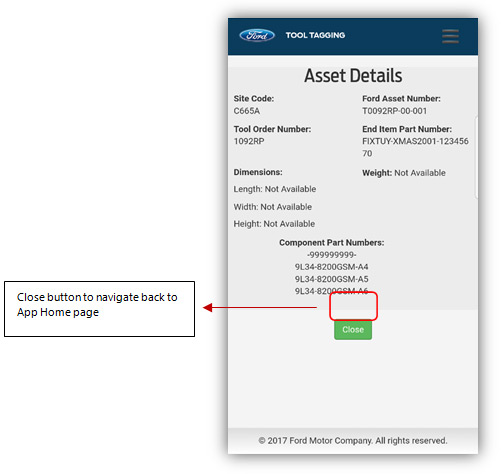 Ford TOOL TAGGING
Asset Details
Site Code:
C665A
Ford Asset Number:
T0092RP-00-001
Tool Order Number:
1092RP
End Item Part Number:
FIXTUY-XMAS2001-123456
70
Dimensions:
Weight: Not Available
Length: Not Available
Width: Not Available
Height: Not Available
Component Part Numbers:
-999999999-
9L34-8200GSM-A4
9L34-8200GSM-A5
9L34-8200GSM-A6
Close button to navigate back to
App Home page
Close
© 2017 Ford Motor Company. All rights reserved.